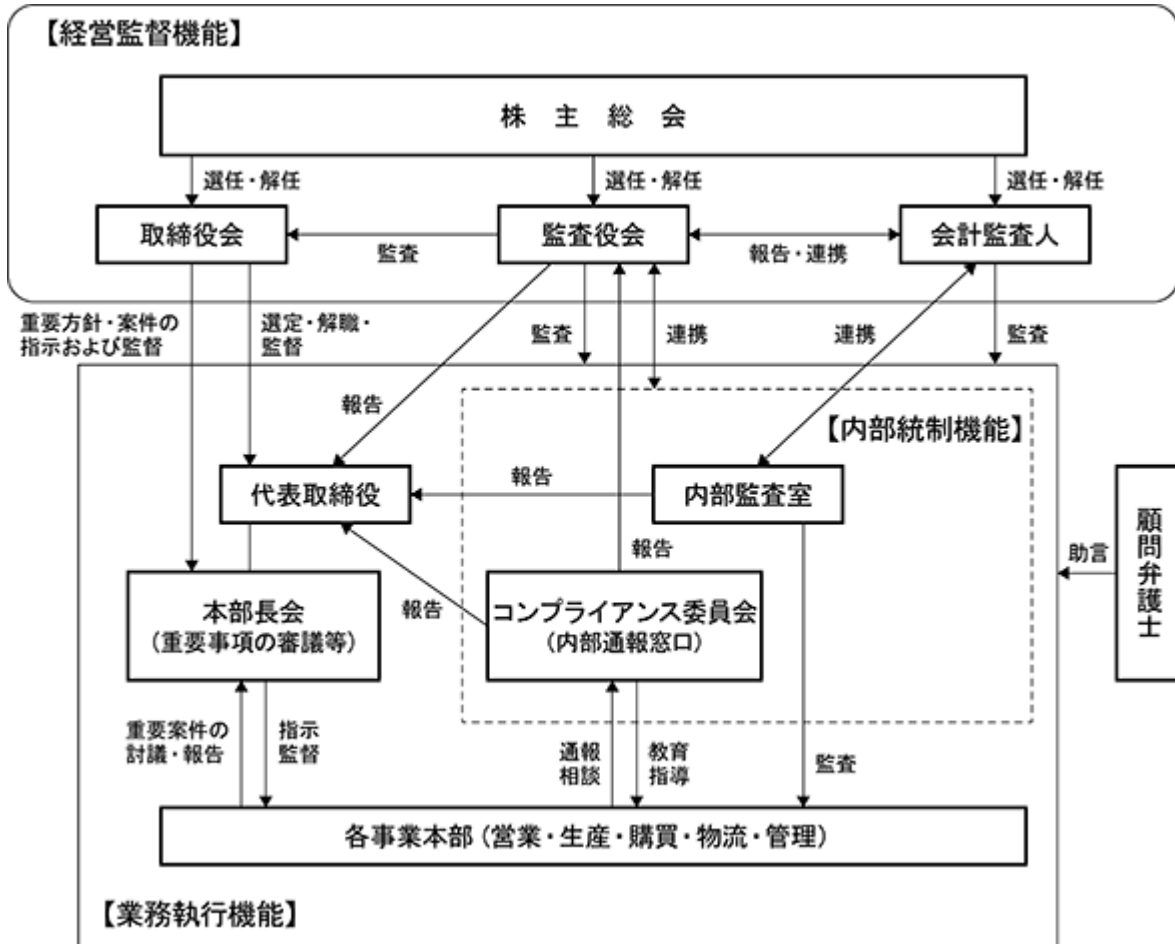 【経営監督機能】
株主総会
選任・解任
選任・解任
選任・解任
取締役会
監査
監査役会
報告・連携
会計監査人
重要方針・案件の
指示および監督
選定・解職・
監督
監査
連携
連携
監査
報告
【内部統制機能】
代表取締役
報告
内部監査室
顧問弁護士
助言
本部長会
(重要事項の審議等)
報告
報告
コンプライアンス委員会
(内部通報窓口)
重要案件の
討議・報告
指示
監督
通報
相談
教育
指導
監査
各事業本部(営業・生産・購買・物流・管理)
【業務執行機能】